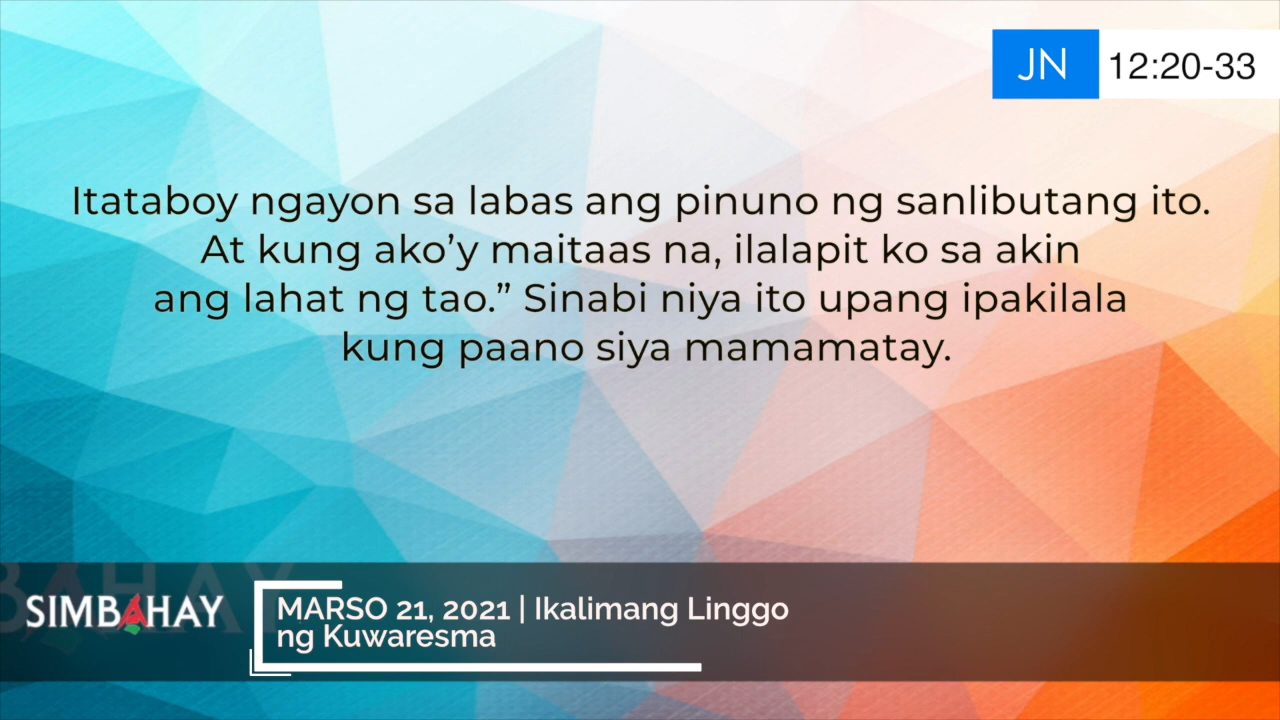 JN 12:20-33
Itataboy ngayon sa labas ang pinuno ng sanlibutang ito.
At kung ako’y maitaas na, ilalapit ko sa akin
ang lahat ng tao.” Sinabi niya ito upang ipakilala
kung paano siya mamamatay.
SIMBAHAY
MARSO 21, 2021 | Ikalimang Linggo
ng Kuwaresma